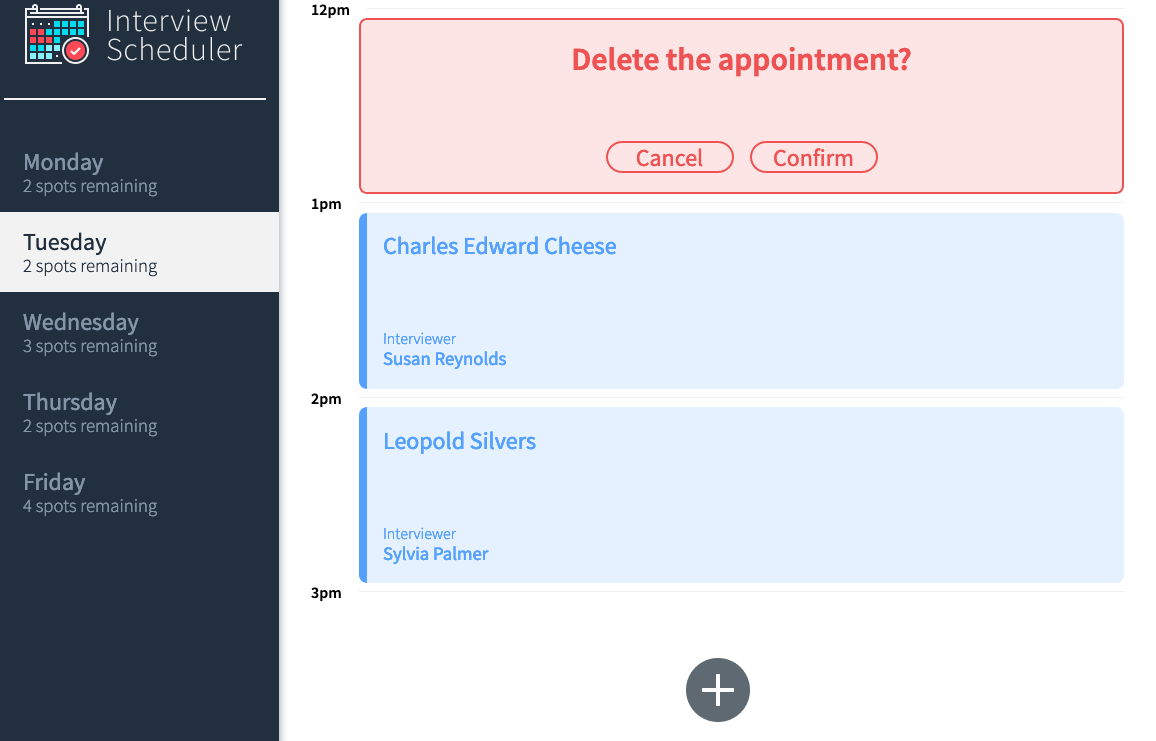 Interview
Scheduler
Monday
2 spots remaining
Tuesday
2 spots remaining
Wednesday
3 spots remaining
Thursday
2 spots remaining
Friday
4 spots remaining
12pm
Delete the appointment?
Cancel Confirm
1pm
Charles Edward Cheese
Interviewer
Susan Reynolds
2pm
Leopold Silvers
Interviewer
Sylvia Palmer
3pm